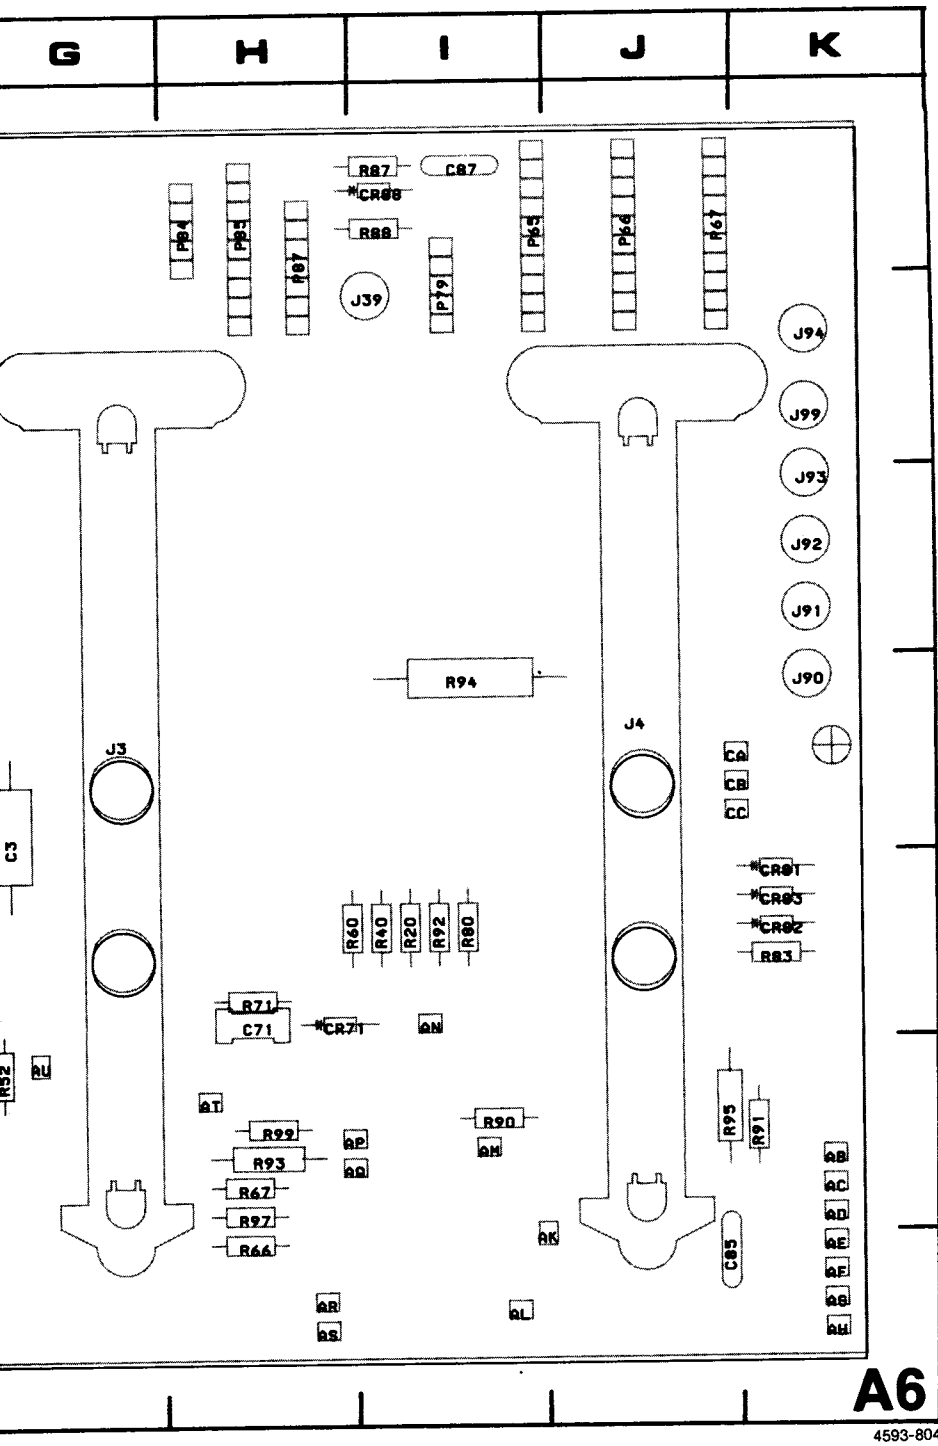 G H I J K
R87 C87
*CR88
P84 P85 R88 P65 P66 P67
P87
J39 P79
J94
J99
J93
J92
J91
J90
R94
J4
J3
CA
CB
CC
C3
*CR81
*CR83
*CR82
R83
R60 R40 R20 R92 R80
R71
C71 *CR71 AN
R52 AU
AT
R95 R91
R99 AP R90
R93 AQ AM
R67
R97
R66
AK
C85
AB
AC
AD
AE
AF
AG
AH
AR AL
AS
A6
4593-804